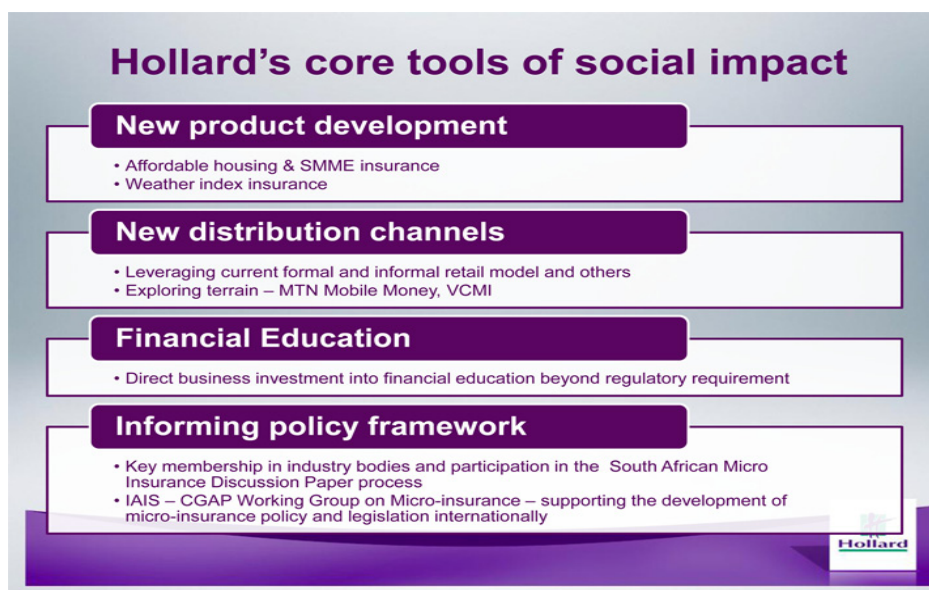 Hollard's core tools of social impact
New product development
• Affordable housing & SMME insurance
• Weather index insurance
New distribution channels
• Leveraging current formal and informal retail model and others
• Exploring terrain – MTN Mobile Money, VCMI
Financial Education
• Direct business investment into financial education beyond regulatory requirement
Informing policy framework
• Key membership in industry bodies and participation in the South African Micro
Insurance Discussion Paper process
• IAIS – CGAP Working Group on Micro-insurance – supporting the development of
micro-insurance policy and legislation internationally
Hollard